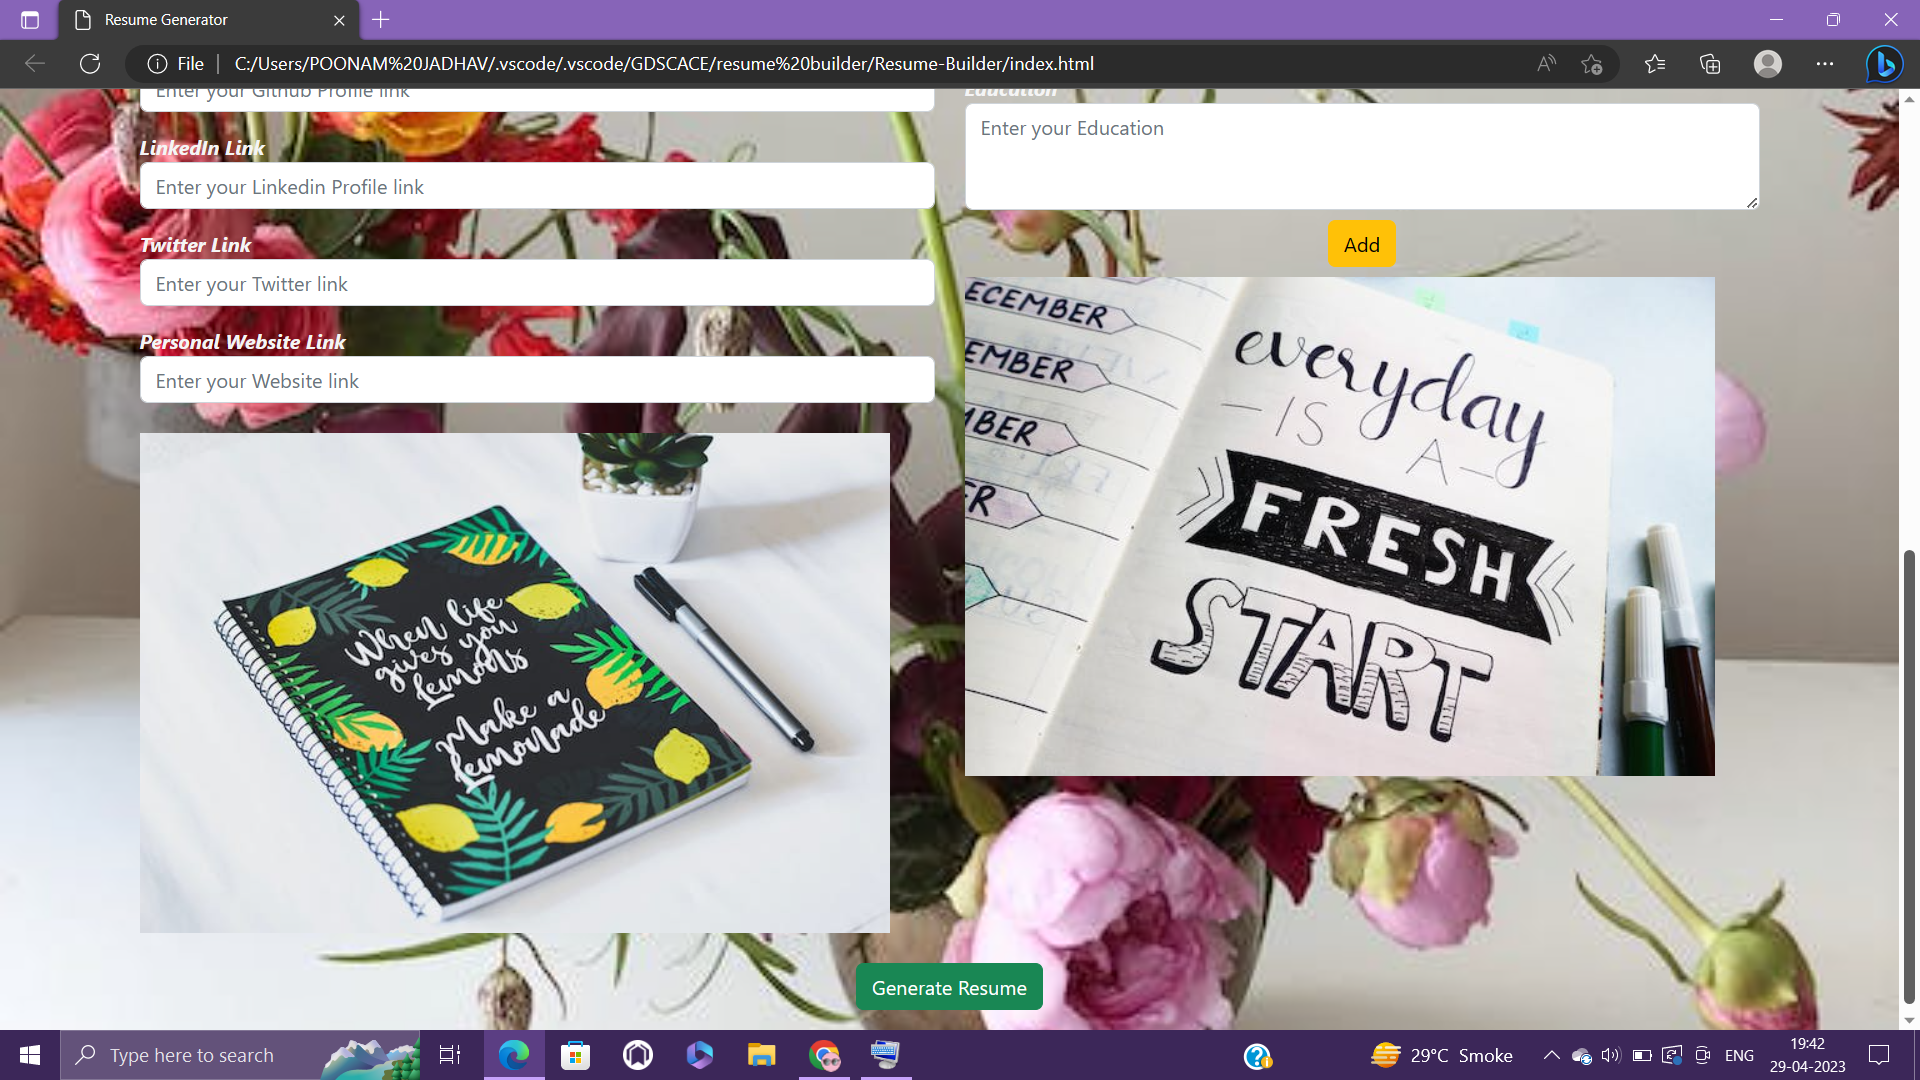 Resume Generator
File
C:/Users/POONAM%20JADHAV/.vscode/.vscode/GDSCACE/resume%20builder/Resume-Builder/index.html
Enter your Github Profile link
LinkedIn Link
Enter your Linkedin Profile link
Twitter Link
Enter your Twitter link
Personal Website Link
Enter your Website link
When life
gives you
Lemons
Make a
Lemonade
Education
Enter your Education
Add
ECEMBER
EMBER
MBER
ER
everyday
IS
A
FRESH
START
Generate Resume
Type here to search
29°C Smoke
ENG
19:42
29-04-2023